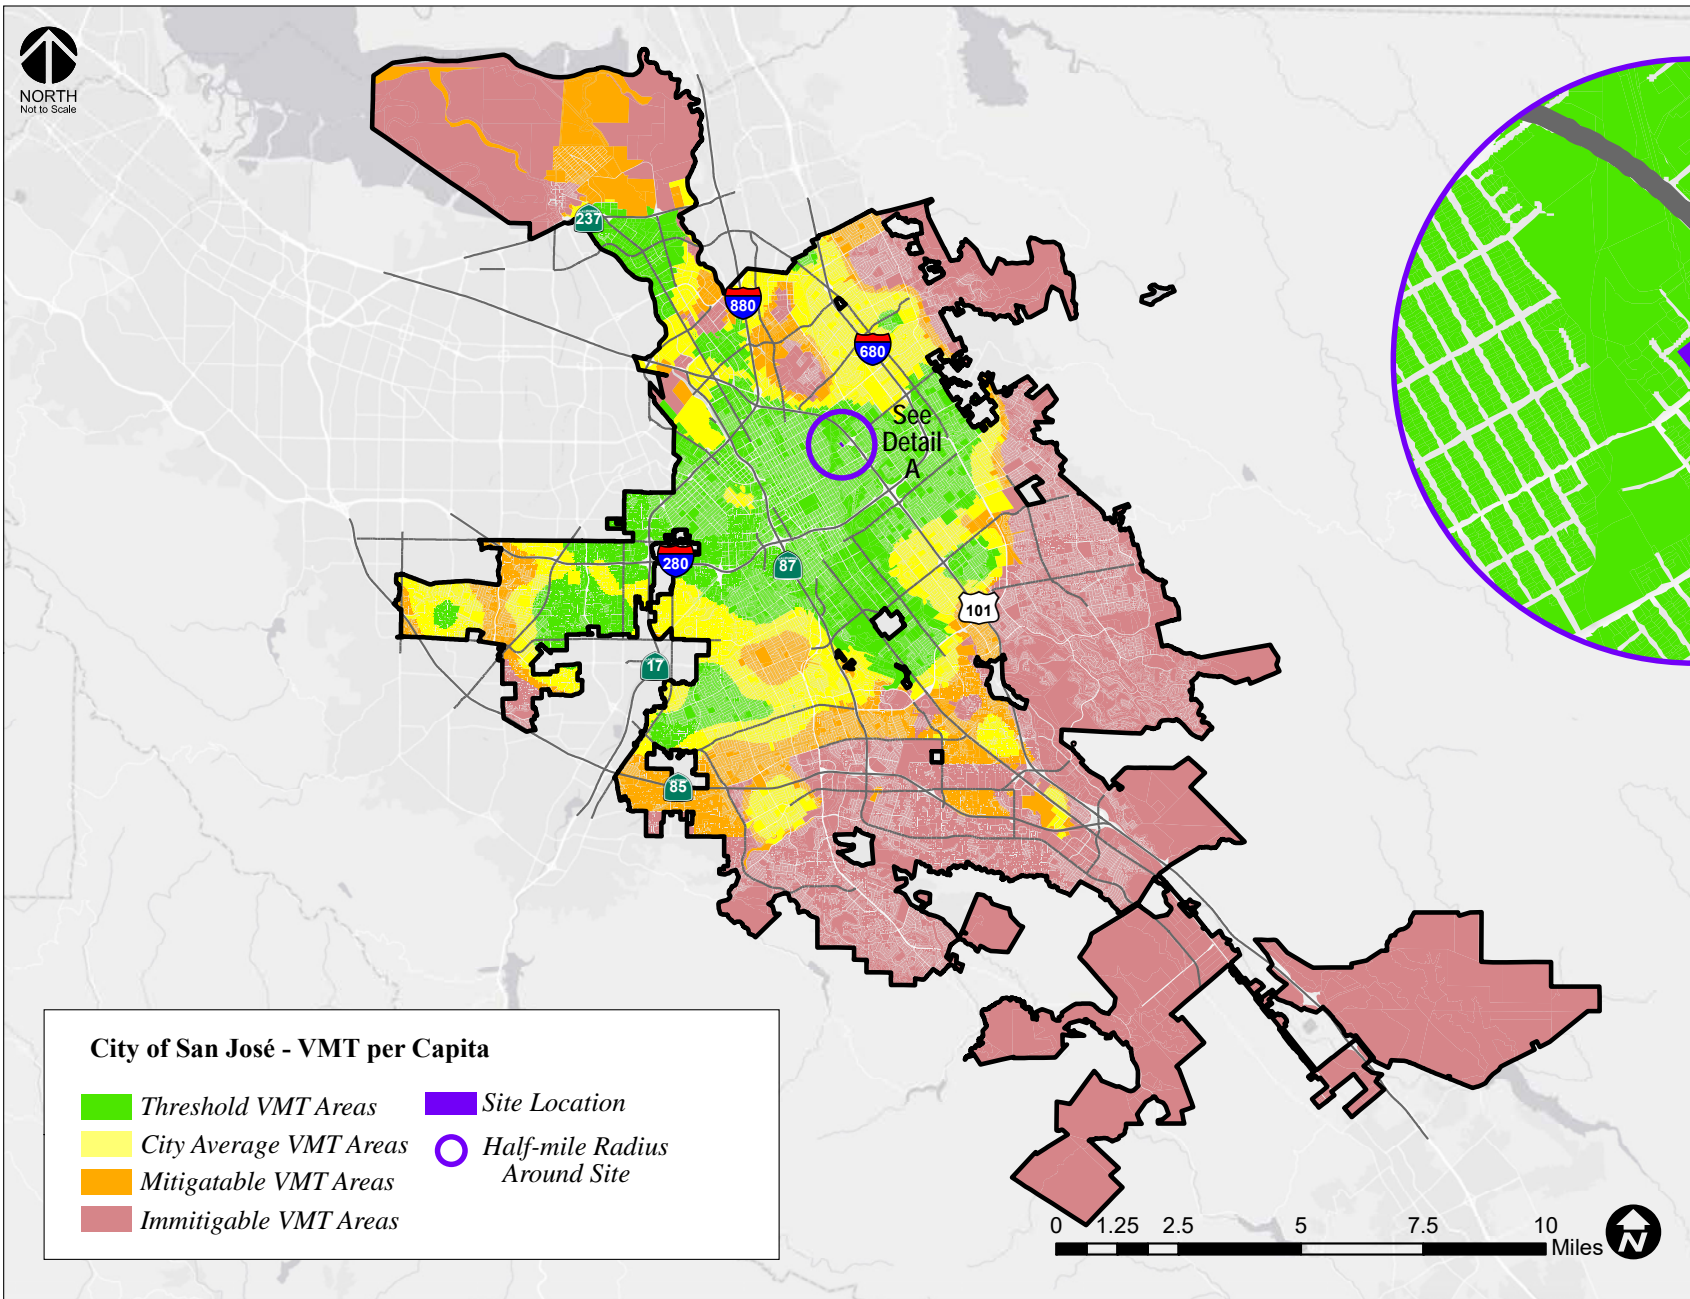 NORTH
Not to Scale
237
880
680
See
Detail
A
280
87
101
17
85
City of San José - VMT per Capita
Threshold VMT Areas
City Average VMT Areas
Mitigatable VMT Areas
Immitigable VMT Areas
Site Location
Half-mile Radius
Around Site
0 1.25 2.5 5 7.5 10
Miles
N